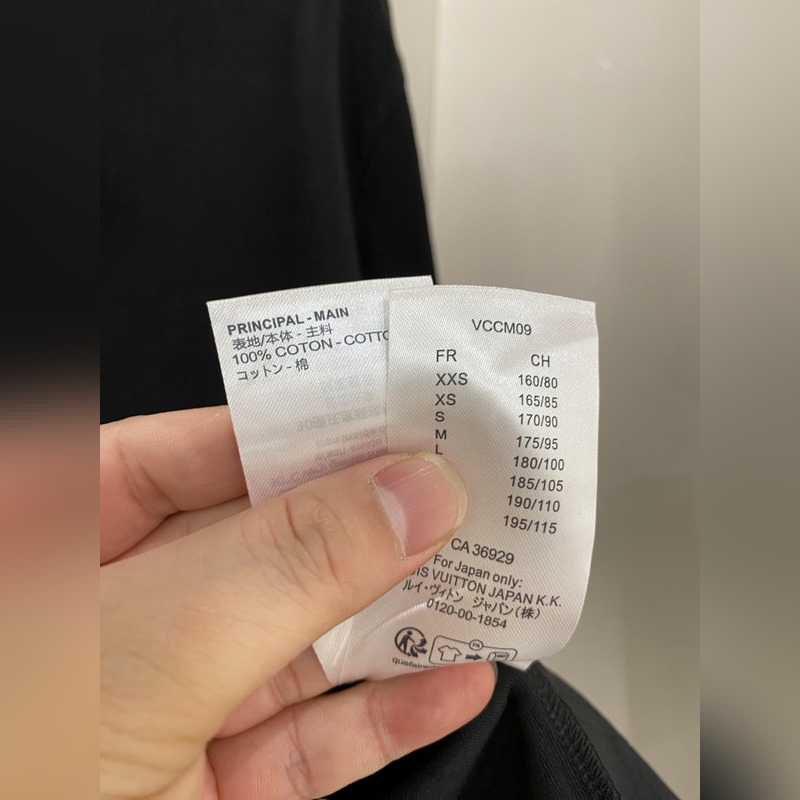 PRINCIPAL - MAIN
表地/本体 - 主料
100% COTON - COTTO
コットン - 棉
VCCM09
FR CH
XXS 160/80
XS 165/85
S 170/90
M 175/95
L 180/100
185/105
190/110
195/115
CA 36929
For Japan only:
IS VUITTON JAPAN K.K.
ルイ・ヴィトン ジャパン(株)
0120-00-1854
FR
quefaire